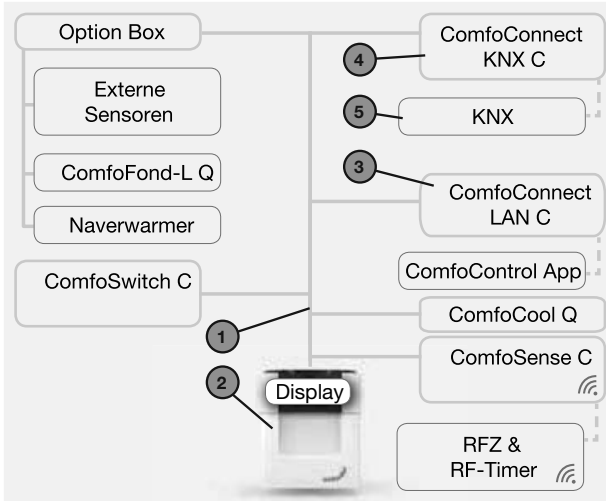 Option Box
Externe
Sensoren
ComfoFond-L Q
Naverwarmer
ComfoSwitch C
4
ComfoConnect
KNX C
5
KNX
3
ComfoConnect
LAN C
ComfoControl App
ComfoCool Q
ComfoSense C
RFZ &
RF-Timer
1
2
Display